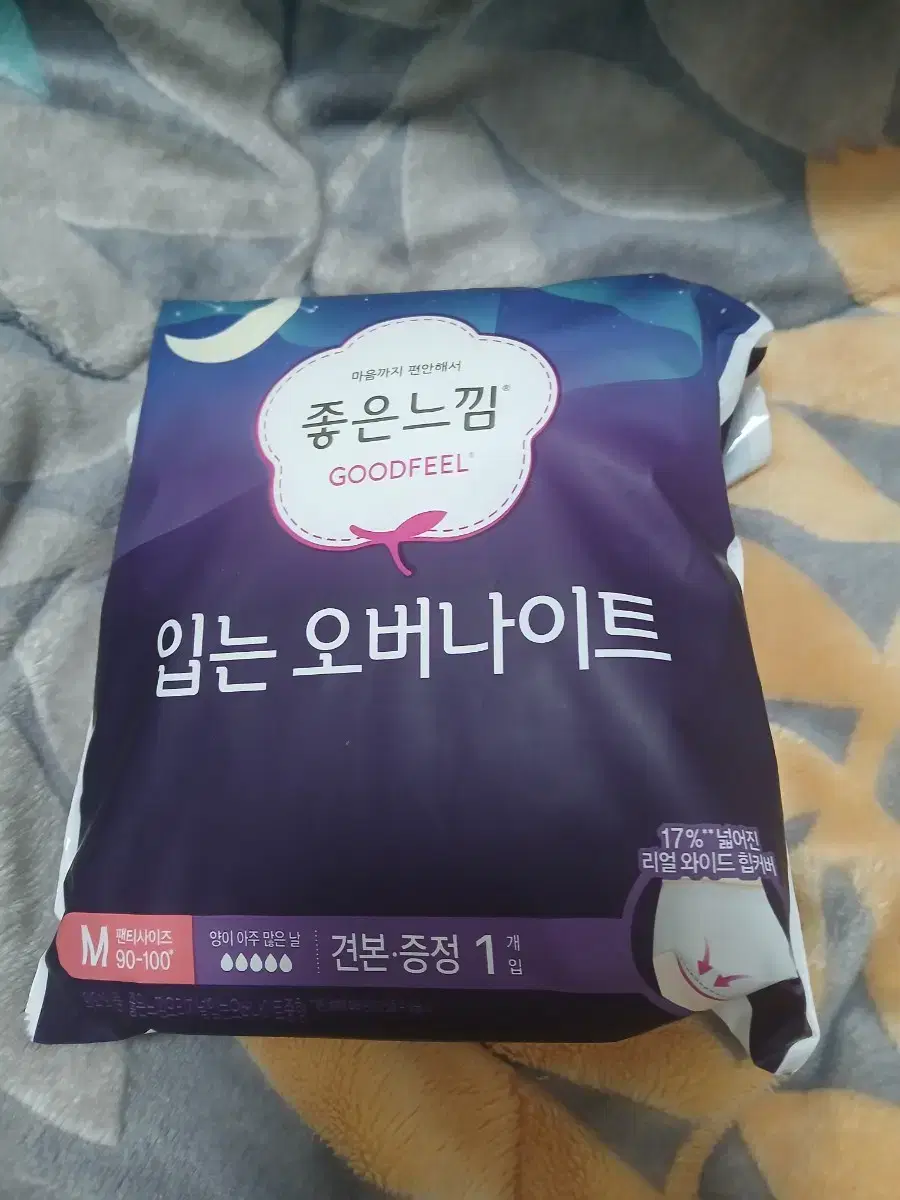 마음까지 편안해서
좋은느낌®
GOODFEEL®
입는 오버나이트
17%** 넓어진
리얼 와이드 힙커버
M 팬티사이즈 90-100*
양이 아주 많은 날
견본·증정 1개입